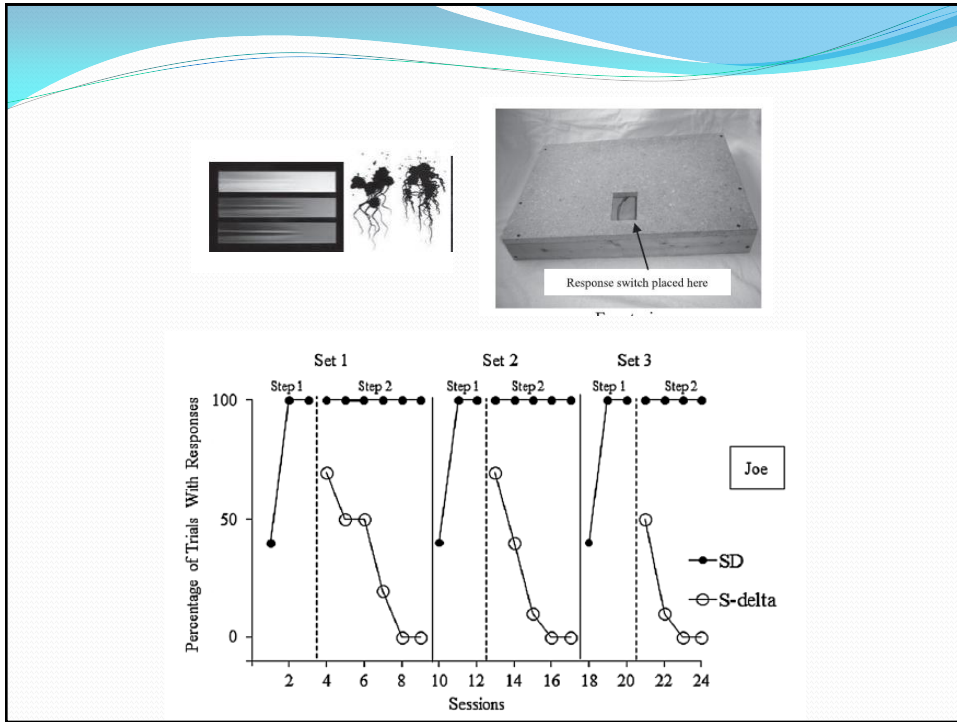 Response switch placed here
Set 1 Set 2 Set 3
Step 1 Step 2 Step 1 Step 2 Step 1 Step 2
100
50
0
Percentage of Trials With Responses
Joe
SD
S-delta
2 4 6 8 10 12 14 16 18 20 22 24
Sessions